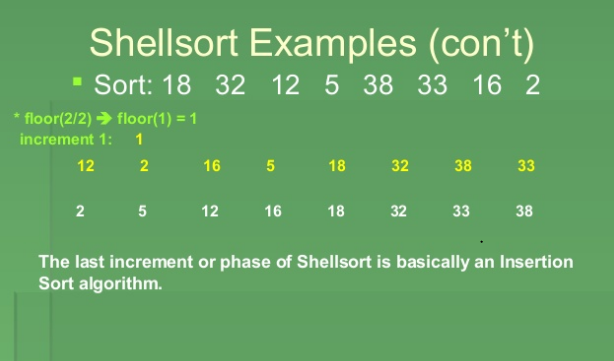 Shellsort Examples (con't)
Sort: 18 32 12 5 38 33 16 2
* floor(2/2) ➔ floor(1) = 1
increment 1: 1
12 2 16 5 18 32 38 33
2 5 12 16 18 32 33 38
The last increment or phase of Shellsort is basically an Insertion
Sort algorithm.